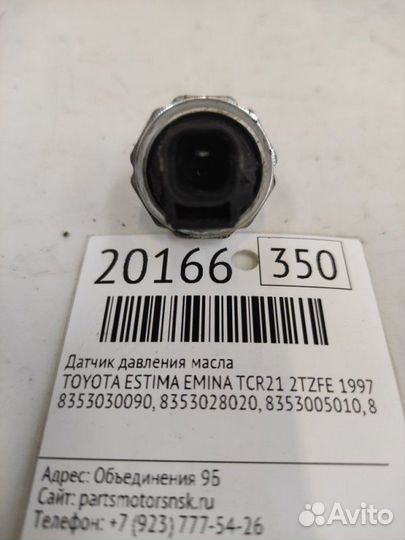 20166 350
Датчик давления масла
TOYOTA ESTIMA EMINA TCR21 2TZFE 1997
8353030090, 8353028020, 8353005010, 8
Адрес: Объединения 9Б
Сайт: partsmotorsnsk.ru
Телефон: +7 (923) 777-54-26
Avito